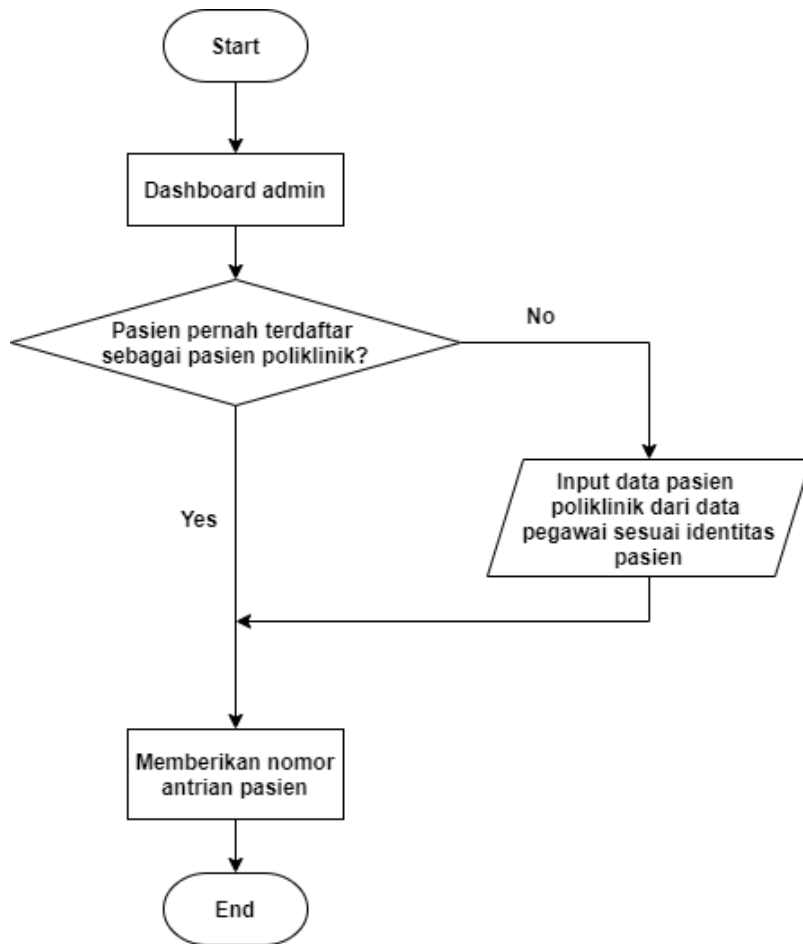 Start
Dashboard admin
Pasien pernah terdaftar
sebagai pasien poliklinik?
No
Input data pasien
poliklinik dari data
pegawai sesuai identitas
pasien
Yes
Memberikan nomor
antrian pasien
End